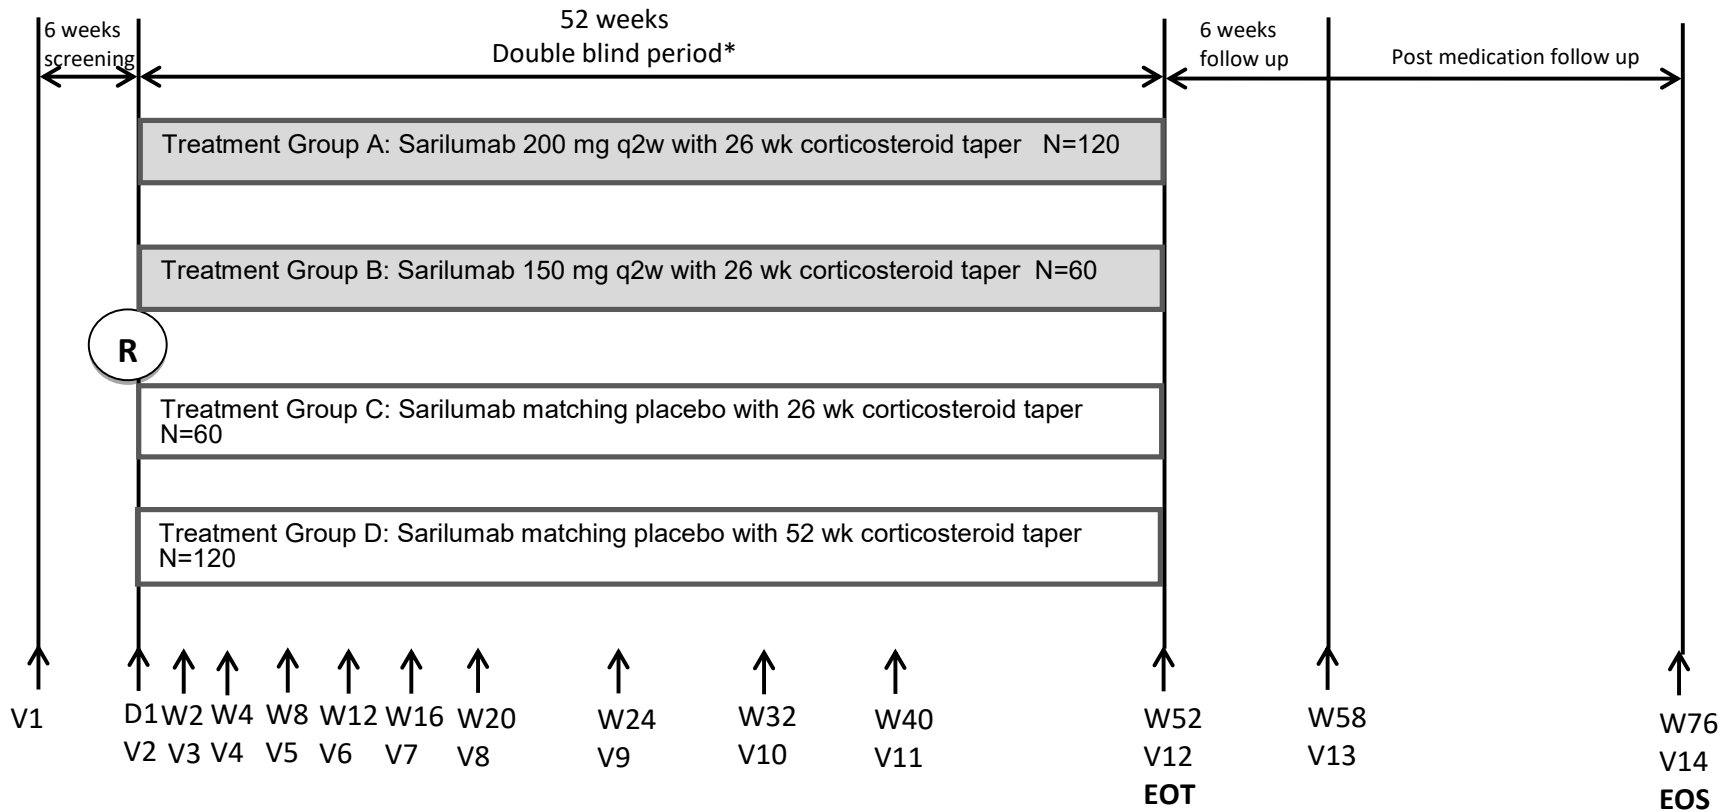 6 weeks
screening
52 weeks
Double blind period*
6 weeks
follow up
Post medication follow up
Treatment Group A: Sarilumab 200 mg q2w with 26 wk corticosteroid taper N=120
Treatment Group B: Sarilumab 150 mg q2w with 26 wk corticosteroid taper N=60
R
Treatment Group C: Sarilumab matching placebo with 26 wk corticosteroid taper
N=60
Treatment Group D: Sarilumab matching placebo with 52 wk corticosteroid taper
N=120
V1 D1 W2 W4 W8 W12 W16 W20 W24 W32 W40 W52 W58 W76
V2 V3 V4 V5 V6 V7 V8 V9 V10 V11 V12 V13 V14
EOT EOS